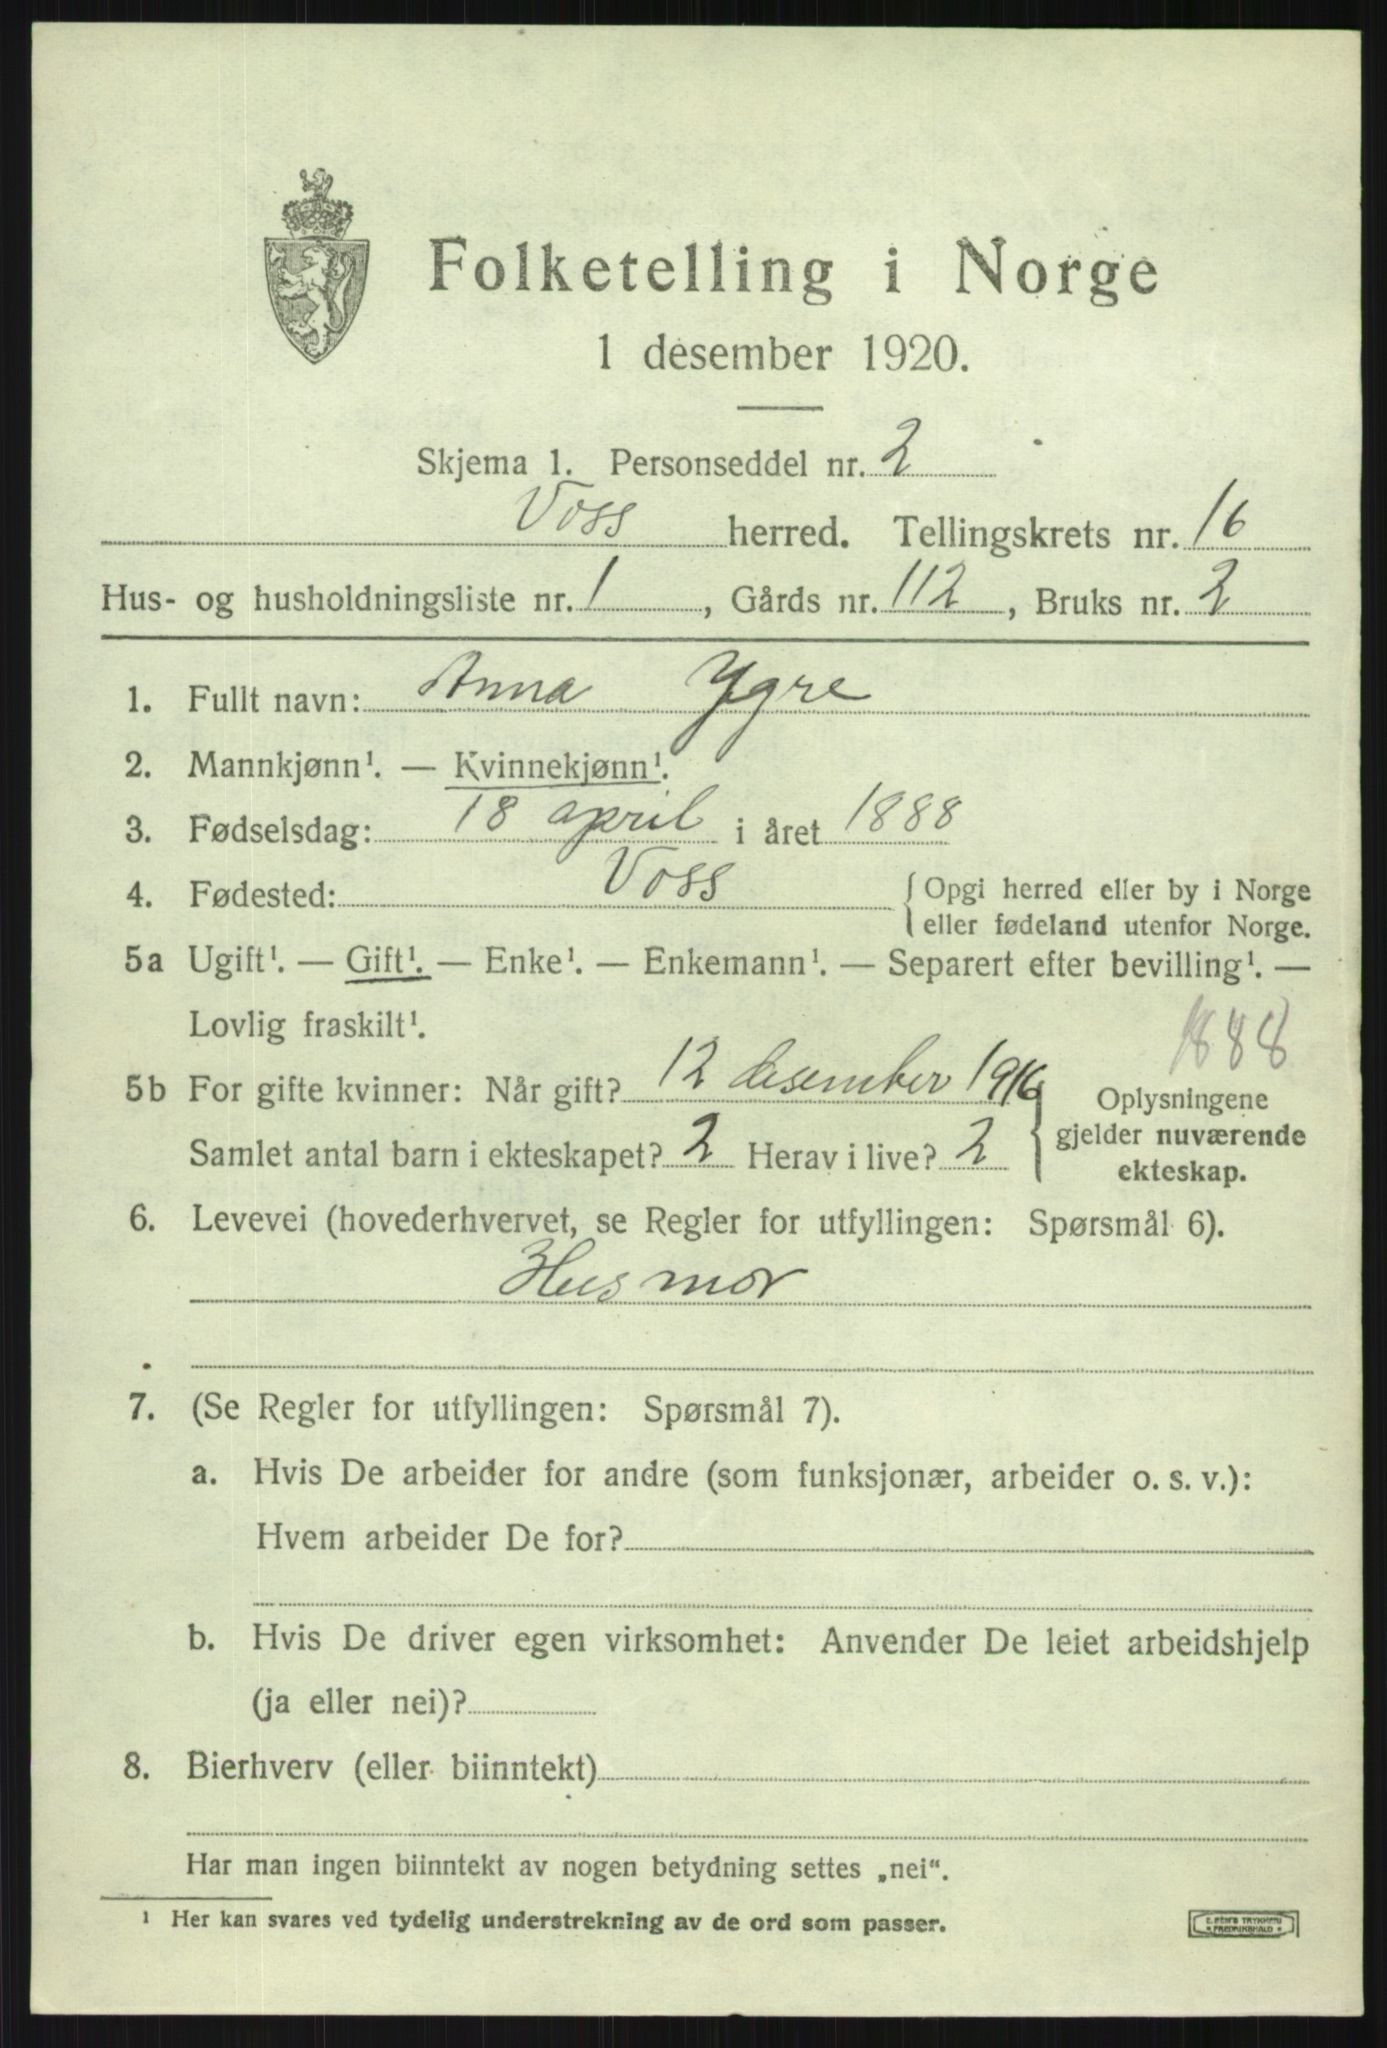 Folketelling i Norge
1 desember 1920.
Skjema 1. Personseddel nr. 2
Voss herred. Tellingskrets nr. 16
Hus- og husholdningsliste nr. 1, Gårds nr. 112, Bruks nr. 2
1. Fullt navn: Anna Ygre
2. Mannkjønn¹. — Kvinnekjønn¹.
3. Fødselsdag: 18 april i året 1888
4. Fødested: Voss { Opgi herred eller by i Norge
eller fødeland utenfor Norge.
5a Ugift¹. — Gift¹. — Enke¹. — Enkemann¹. — Separert efter bevilling¹. —
Lovlig fraskilt¹.
1888
5b For gifte kvinner: Når gift? 12 desember 1916
Samlet antal barn i ekteskapet? 2 Herav i live? 2
{ Oplysningene
gjelder nuværende
ekteskap.
6. Levevei (hovederhvervet, se Regler for utfyllingen: Spørsmål 6).
Husmor
7. (Se Regler for utfyllingen: Spørsmål 7).
a. Hvis De arbeider for andre (som funksjonær, arbeider o. s. v.):
Hvem arbeider De for?
b. Hvis De driver egen virksomhet: Anvender De leiet arbeidshjelp
(ja eller nei)?
8. Bierhverv (eller biinntekt)
Har man ingen biinntekt av nogen betydning settes „nei“.
¹ Her kan svares ved tydelig understrekning av de ord som passer.